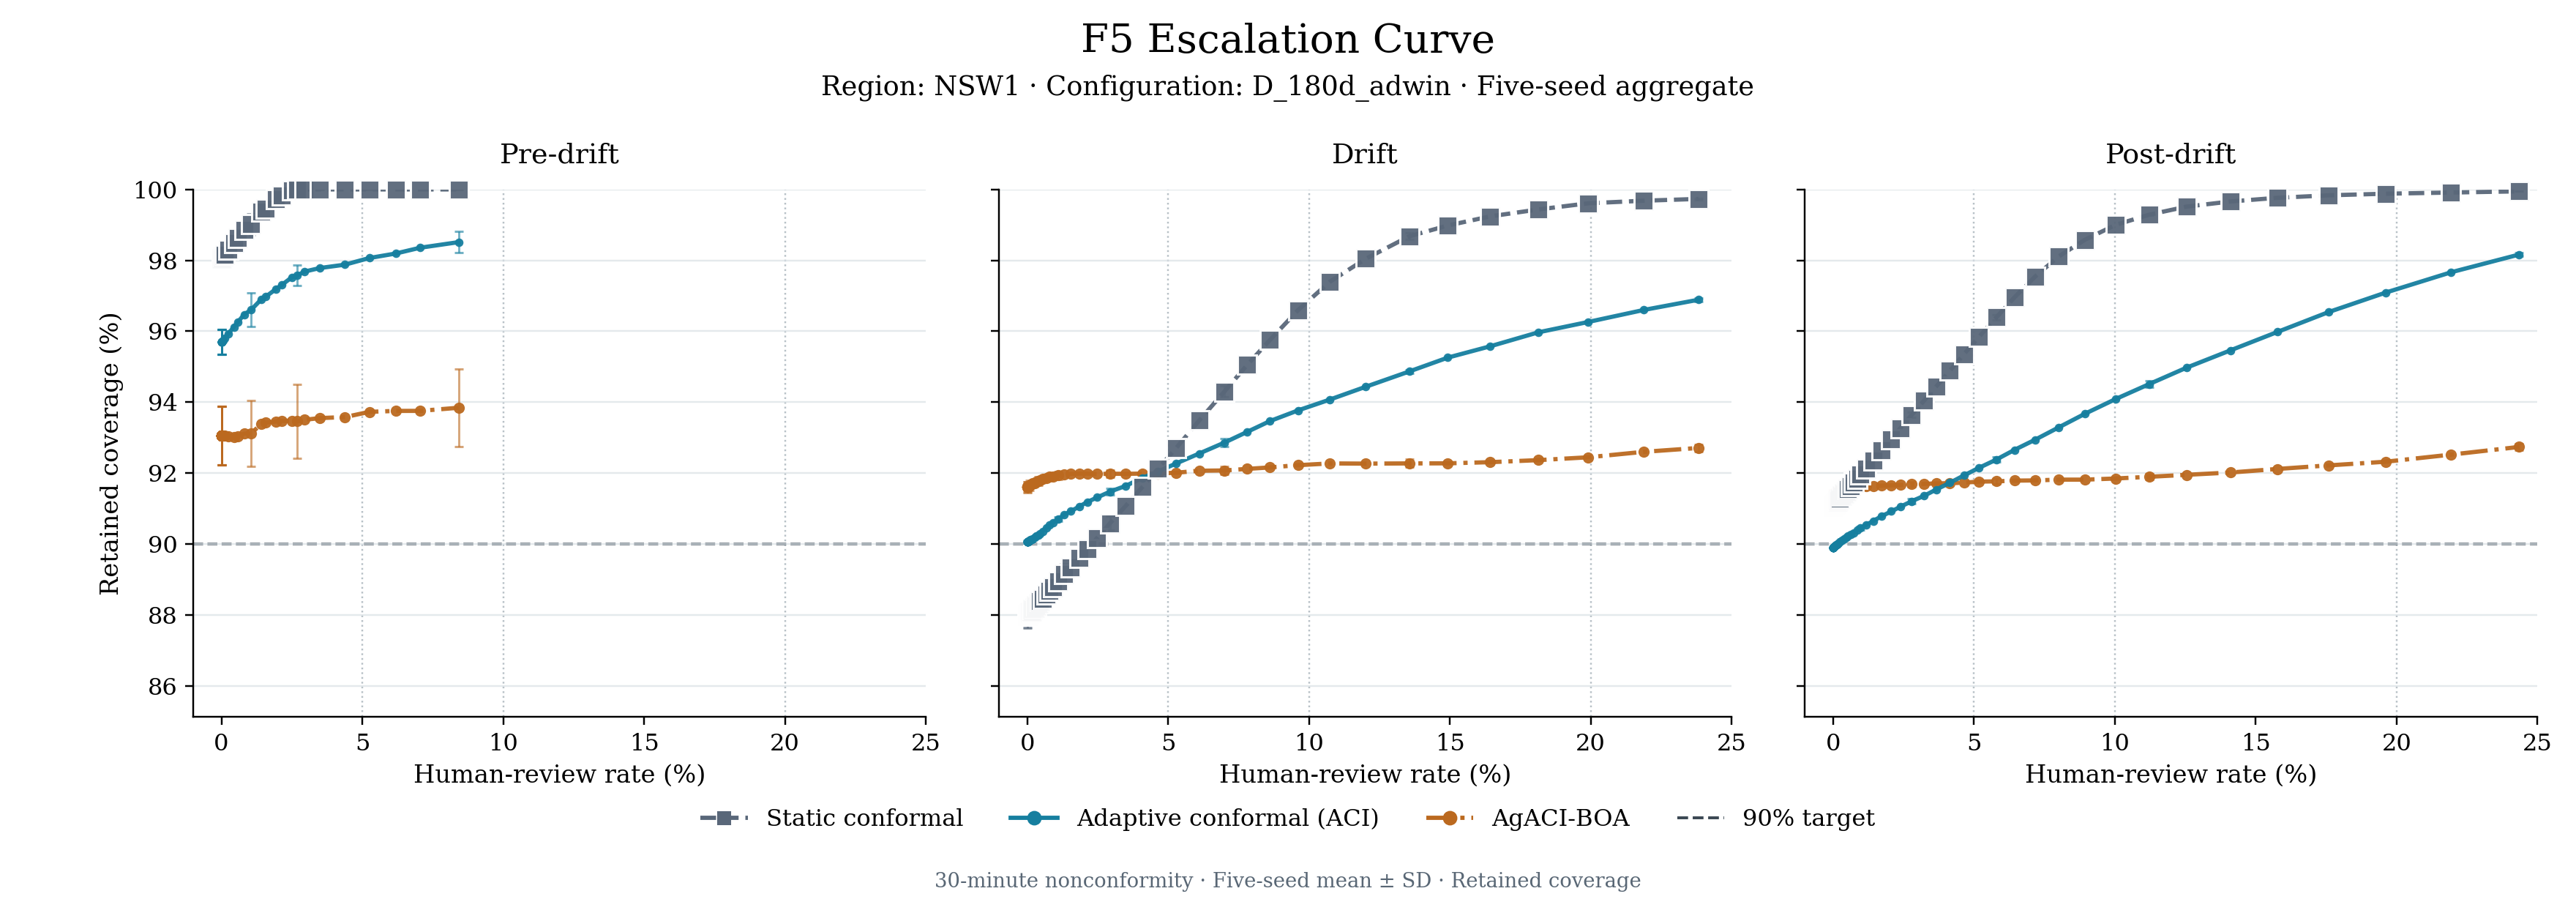 F5 Escalation Curve
Region: NSW1 · Configuration: D_180d_adwin · Five-seed aggregate
Pre-drift
Drift
Post-drift
Retained coverage (%)
100
98
96
94
92
90
88
86
0 5 10 15 20 25
0 5 10 15 20 25
0 5 10 15 20 25
Human-review rate (%)
Human-review rate (%)
Human-review rate (%)
Static conformal
Adaptive conformal (ACI)
AgACI-BOA
90% target
30-minute nonconformity · Five-seed mean ± SD · Retained coverage